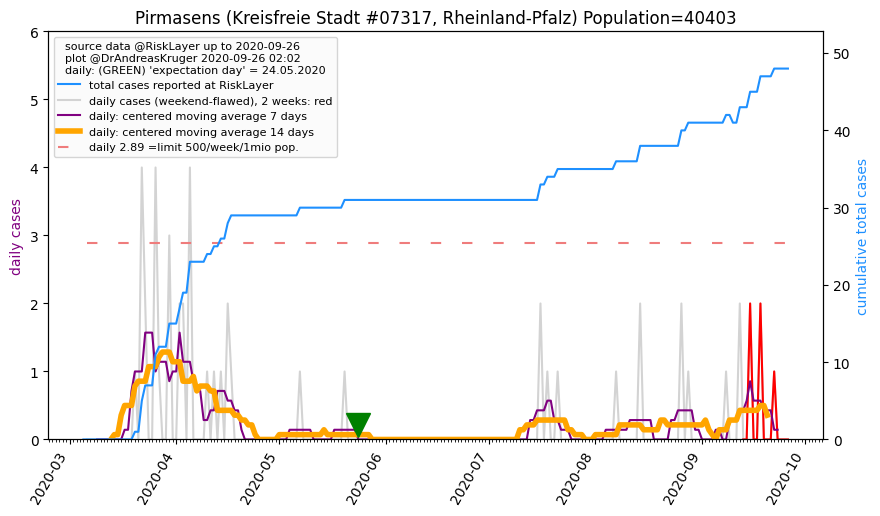 Pirmasens (Kreisfreie Stadt #07317, Rheinland-Pfalz) Population=40403
source data @RiskLayer up to 2020-09-26
plot @DrAndreasKruger 2020-09-26 02:02
daily: (GREEN) 'expectation day' = 24.05.2020
total cases reported at RiskLayer
daily cases (weekend-flawed), 2 weeks: red
daily: centered moving average 7 days
daily: centered moving average 14 days
daily 2.89 =limit 500/week/1mio pop.
daily cases
6
5
4
3
2
1
0
cumulative total cases
50
40
30
20
10
0
2020-03
2020-04
2020-05
2020-06
2020-07
2020-08
2020-09
2020-10